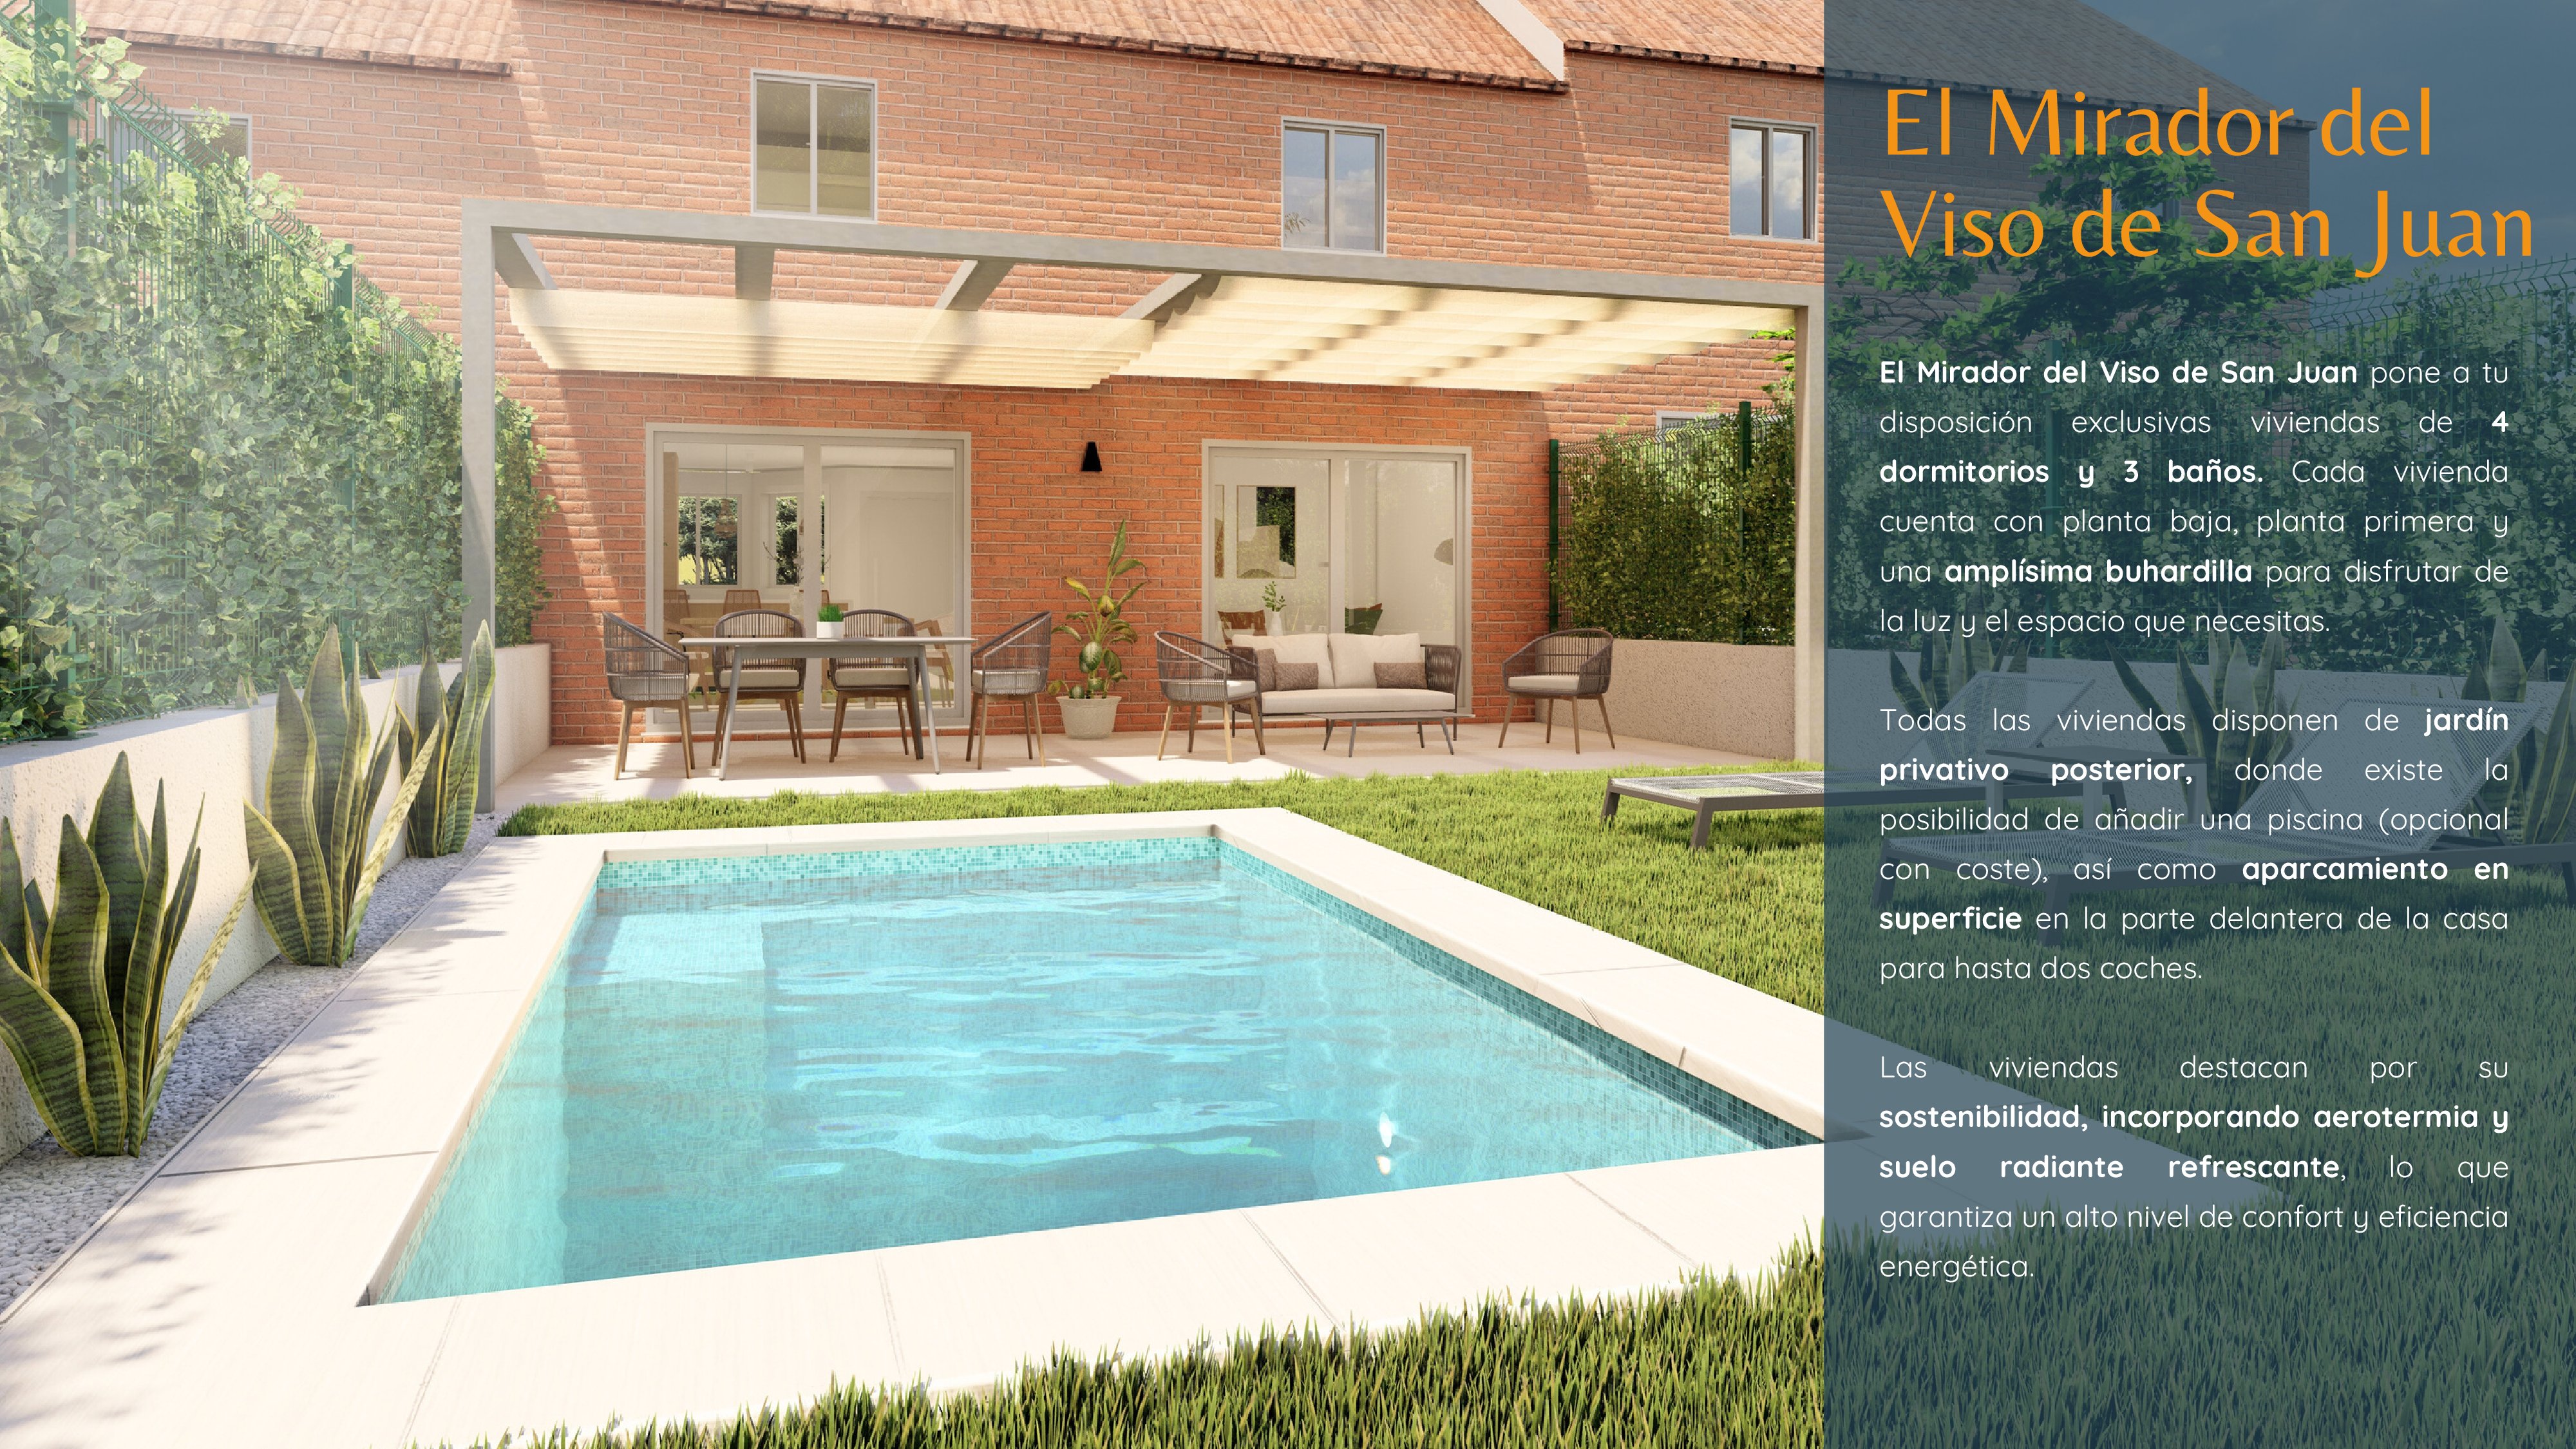 El Mirador del
Viso de San Juan
El Mirador del Viso de San Juan pone a tu
disposición exclusivas viviendas de 4
dormitorios y 3 baños. Cada vivienda
cuenta con planta baja, planta primera y
una amplísima buhardilla para disfrutar de
la luz y el espacio que necesitas.
Todas las viviendas disponen de jardín
privativo posterior, donde existe la
posibilidad de añadir una piscina (opcional
con coste), así como aparcamiento en
superficie en la parte delantera de la casa
para hasta dos coches.
Las viviendas destacan por su
sostenibilidad, incorporando aerotermia y
suelo radiante refrescante, lo que
garantiza un alto nivel de confort y eficiencia
energética.